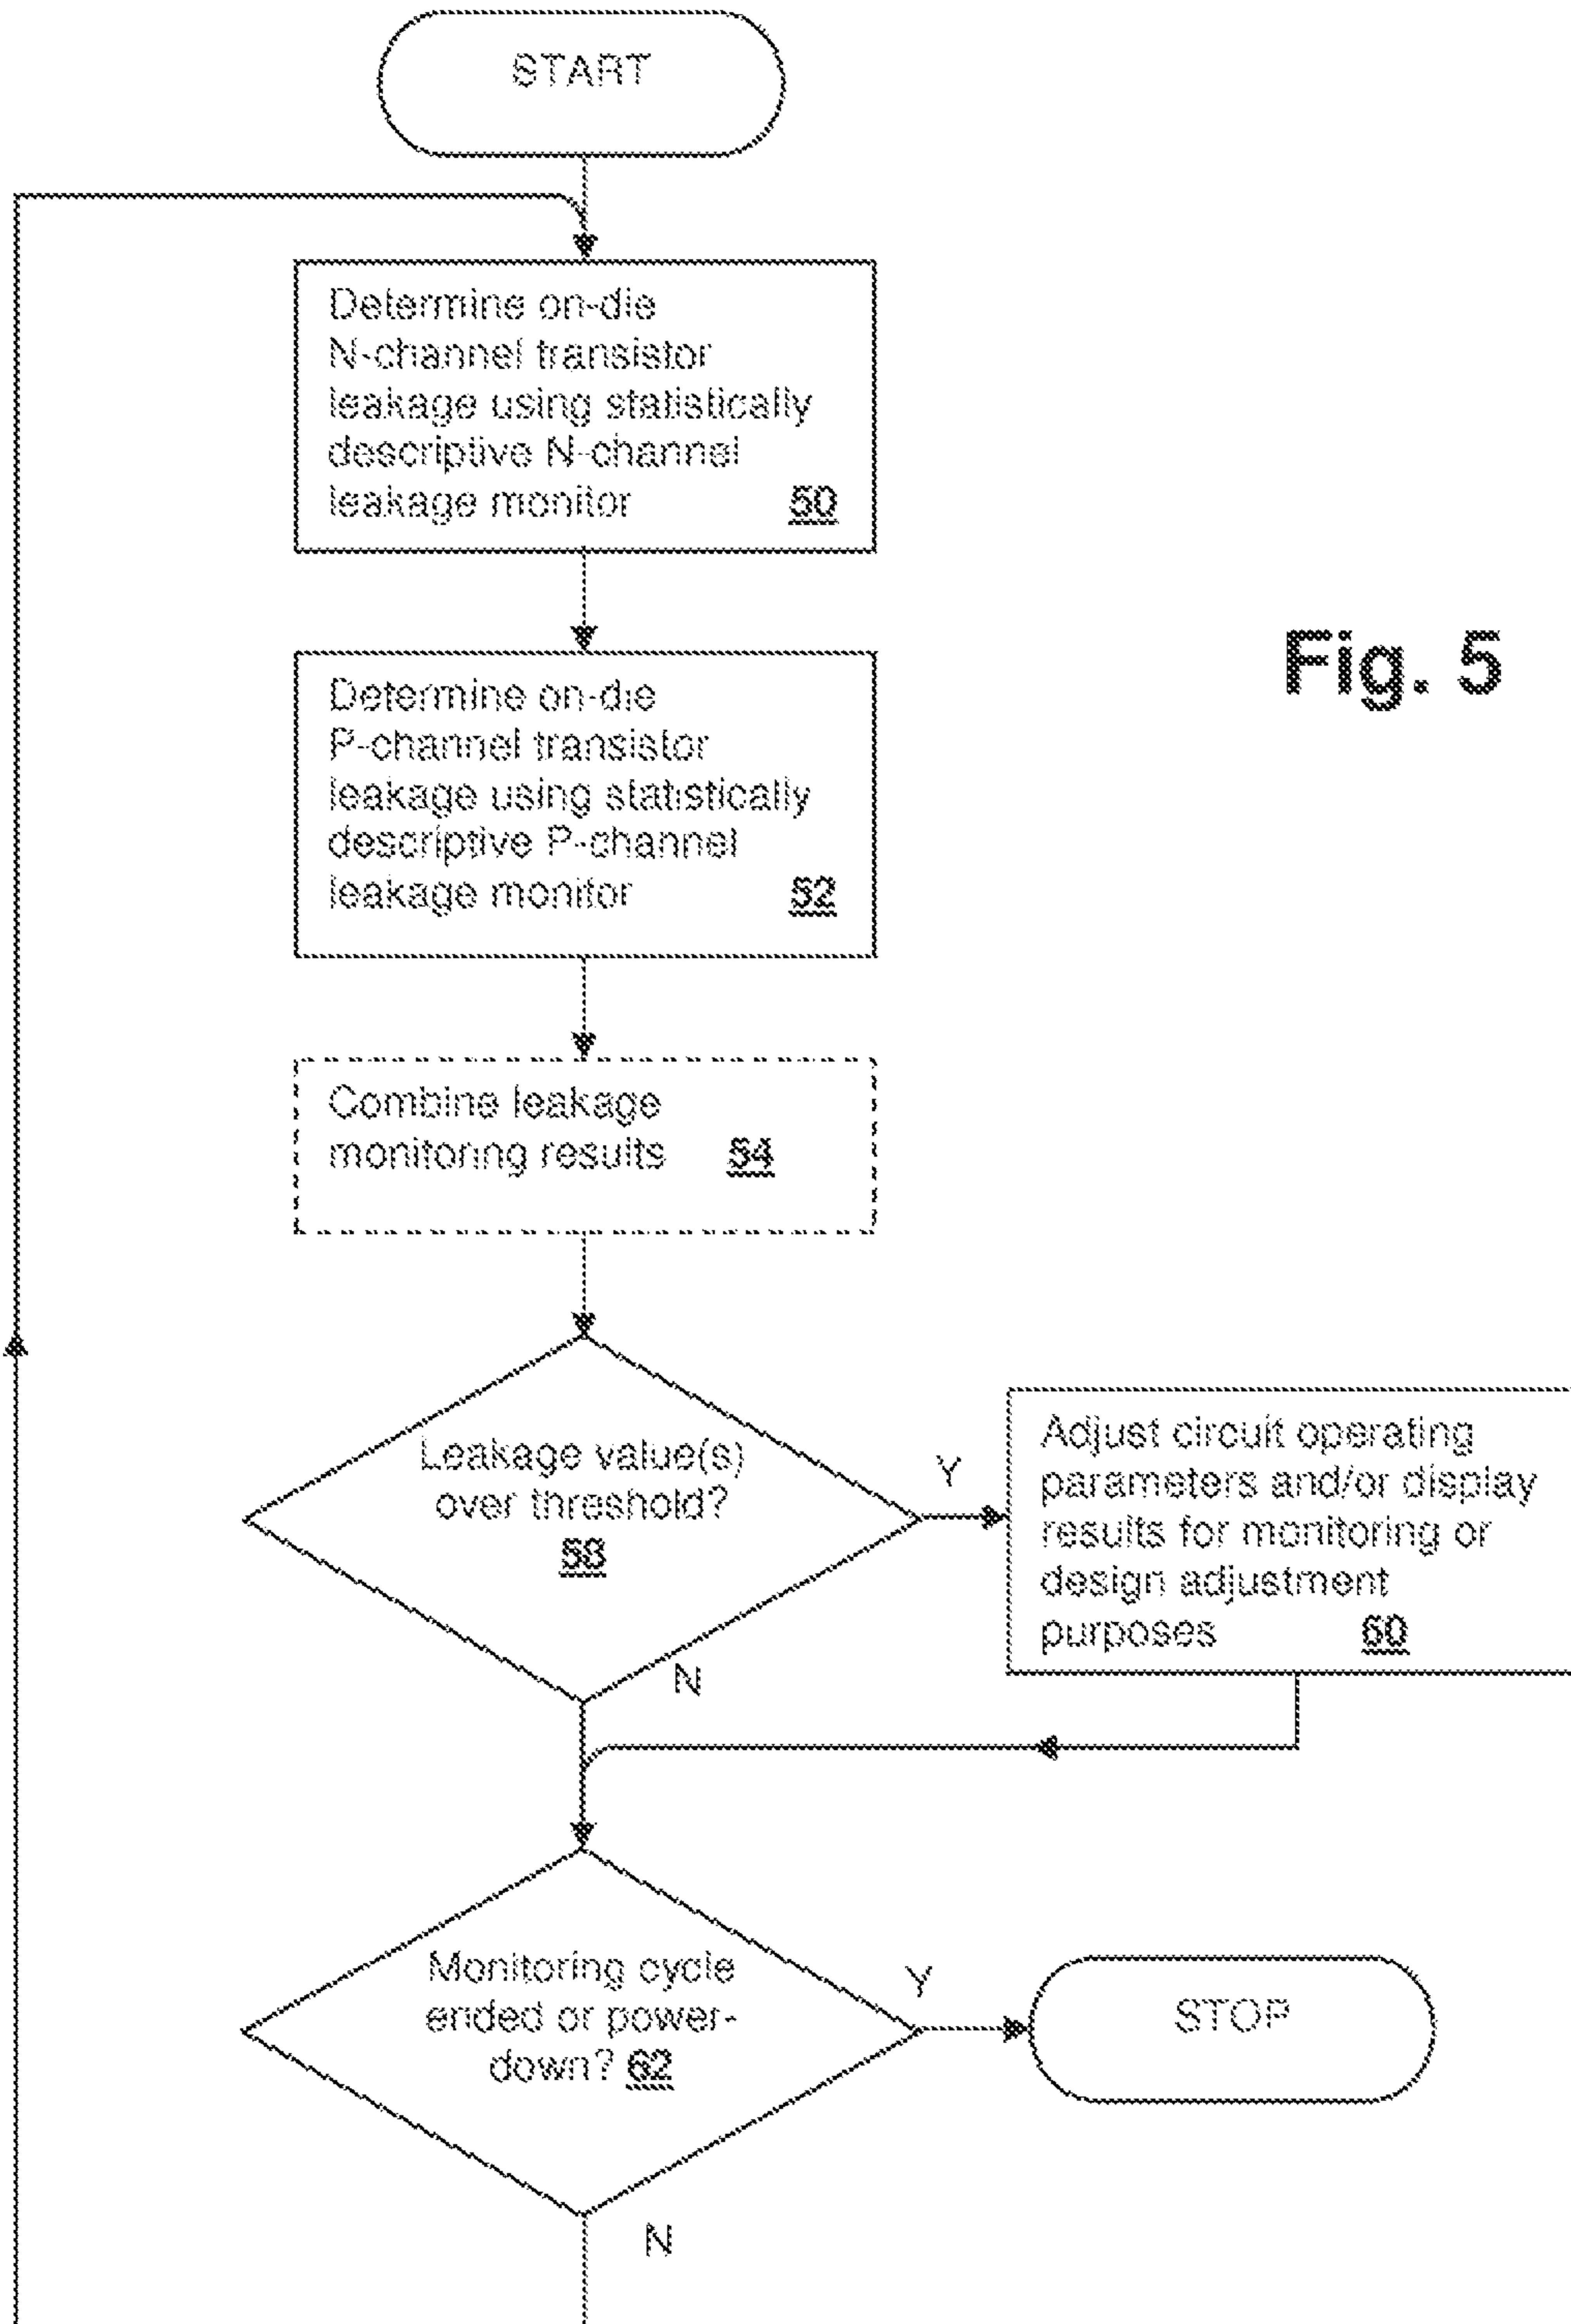 START
Determine on-die
N-channel transistor
leakage using statistically
descriptive N-channel
leakage monitor 50
Fig. 5
Determine on-die
P-channel transistor
leakage using statistically
descriptive P-channel
leakage monitor 52
Combine leakage
monitoring results 54
Leakage value(s)
over threshold?
58
Y
Adjust circuit operating
parameters and/or display
results for monitoring or
design adjustment
purposes 60
N
Monitoring cycle
ended or power-
down? 62
Y
STOP
N